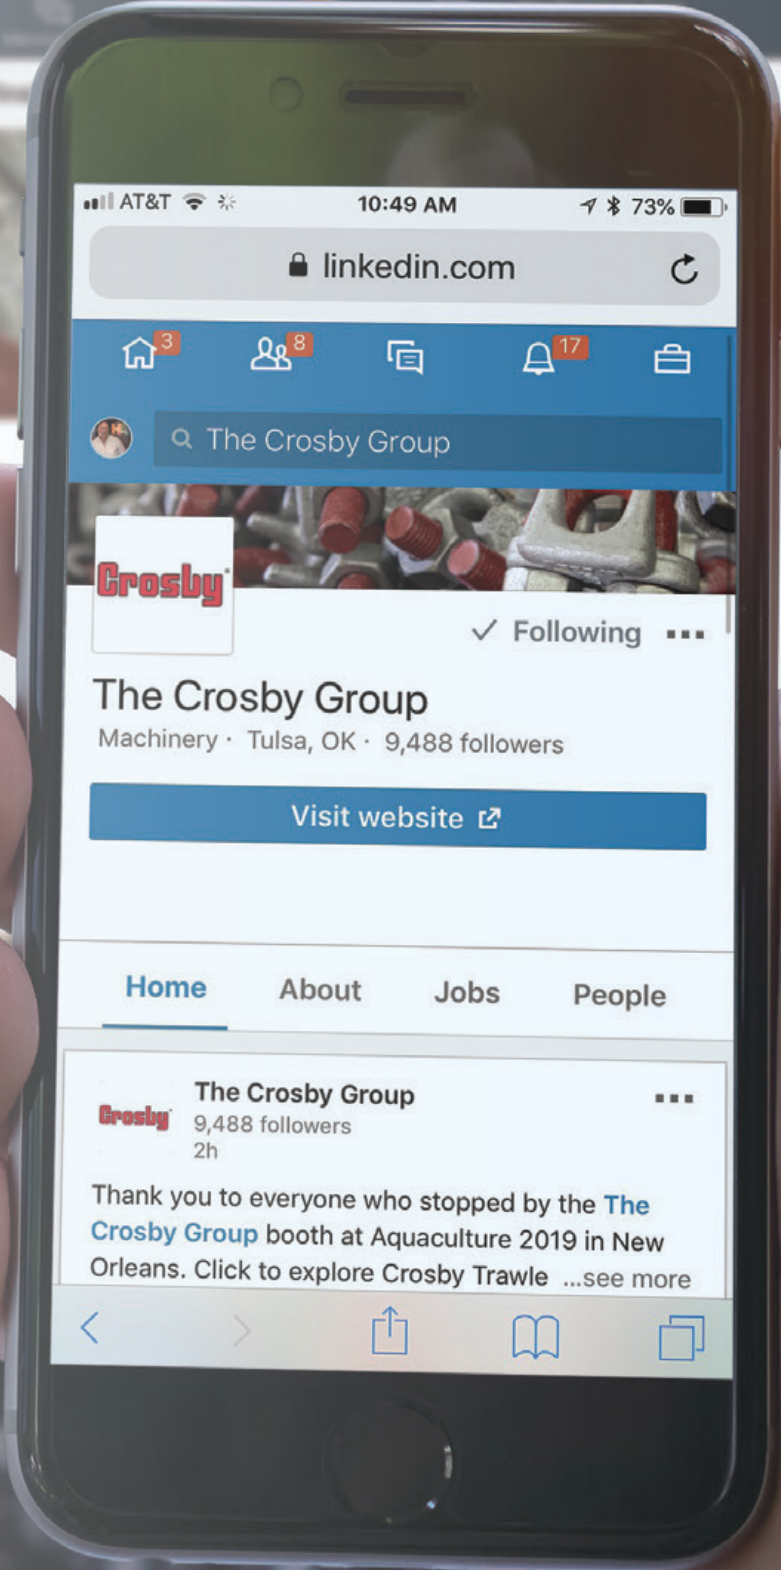 AT&T 10:49 AM 73%
linkedin.com
3 8 17
The Crosby Group
Crosby
Following
The Crosby Group
Machinery · Tulsa, OK · 9,488 followers
Visit website
Home About Jobs People
Crosby
The Crosby Group
9,488 followers
2h
Thank you to everyone who stopped by the The
Crosby Group booth at Aquaculture 2019 in New
Orleans. Click to explore Crosby Trawle ...see more